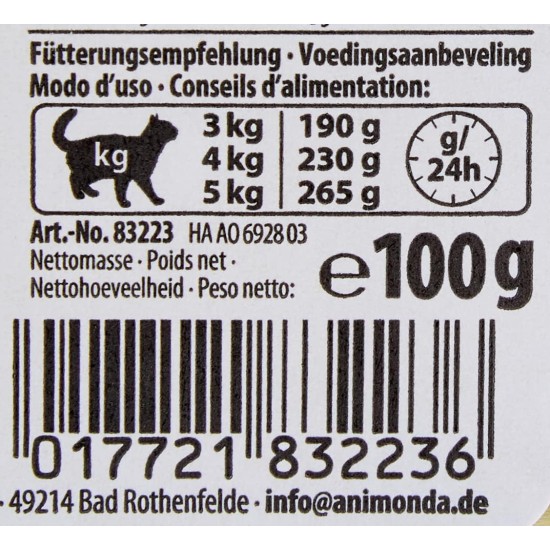 Fütterungsempfehlung · Voedingsaanbeveling
Modo d'uso · Conseils d'alimentation:
kg 3 kg 190 g
4 kg 230 g g/
5 kg 265 g 24h
Art.-No. 83223 HA AO 6928 03
Nettomasse · Poids net ·
Nettohoeveelheid · Peso netto: ℮100 g
017721 832236
· 49214 Bad Rothenfelde · info@animonda.de